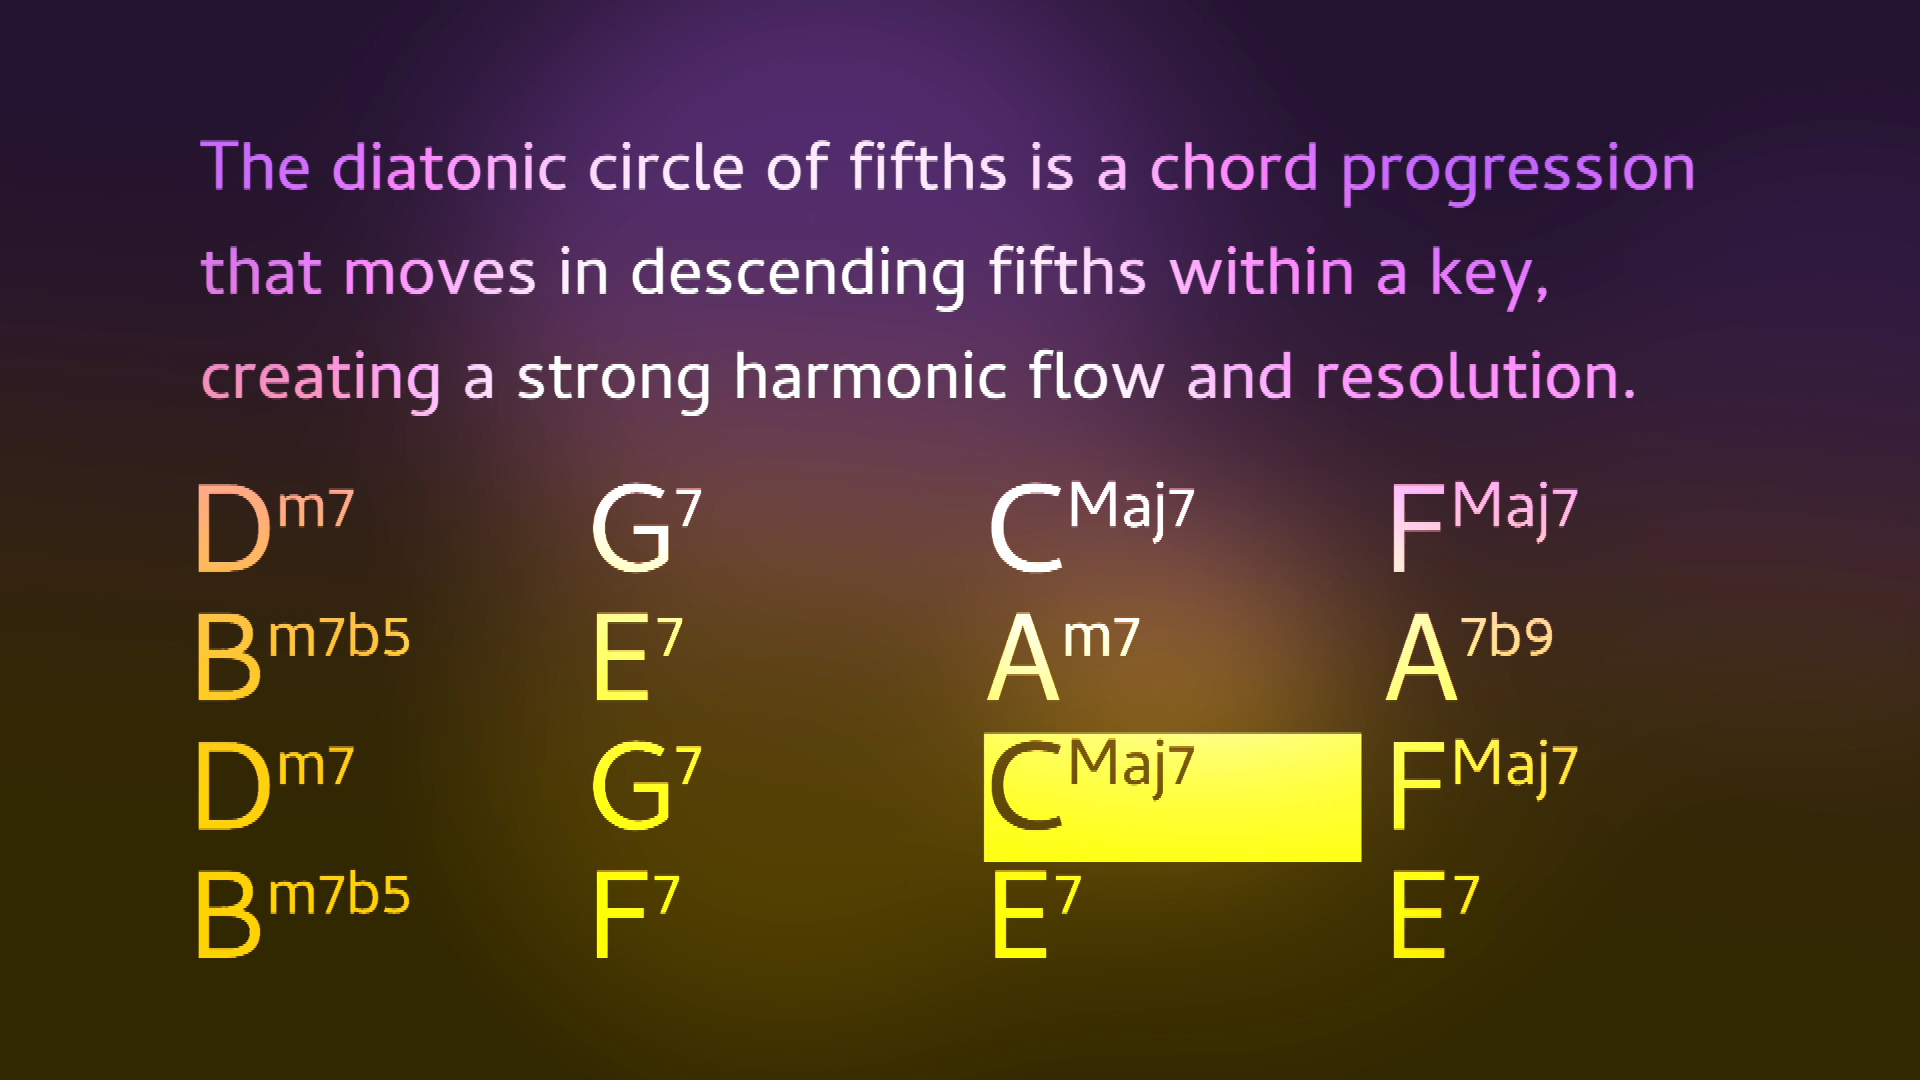 The diatonic circle of fifths is a chord progression
that moves in descending fifths within a key,
creating a strong harmonic flow and resolution.
Dm7 G7 CMaj7 FMaj7
Bm7b5 E7 Am7 A7b9
Dm7 G7 CMaj7 FMaj7
Bm7b5 F7 E7 E7